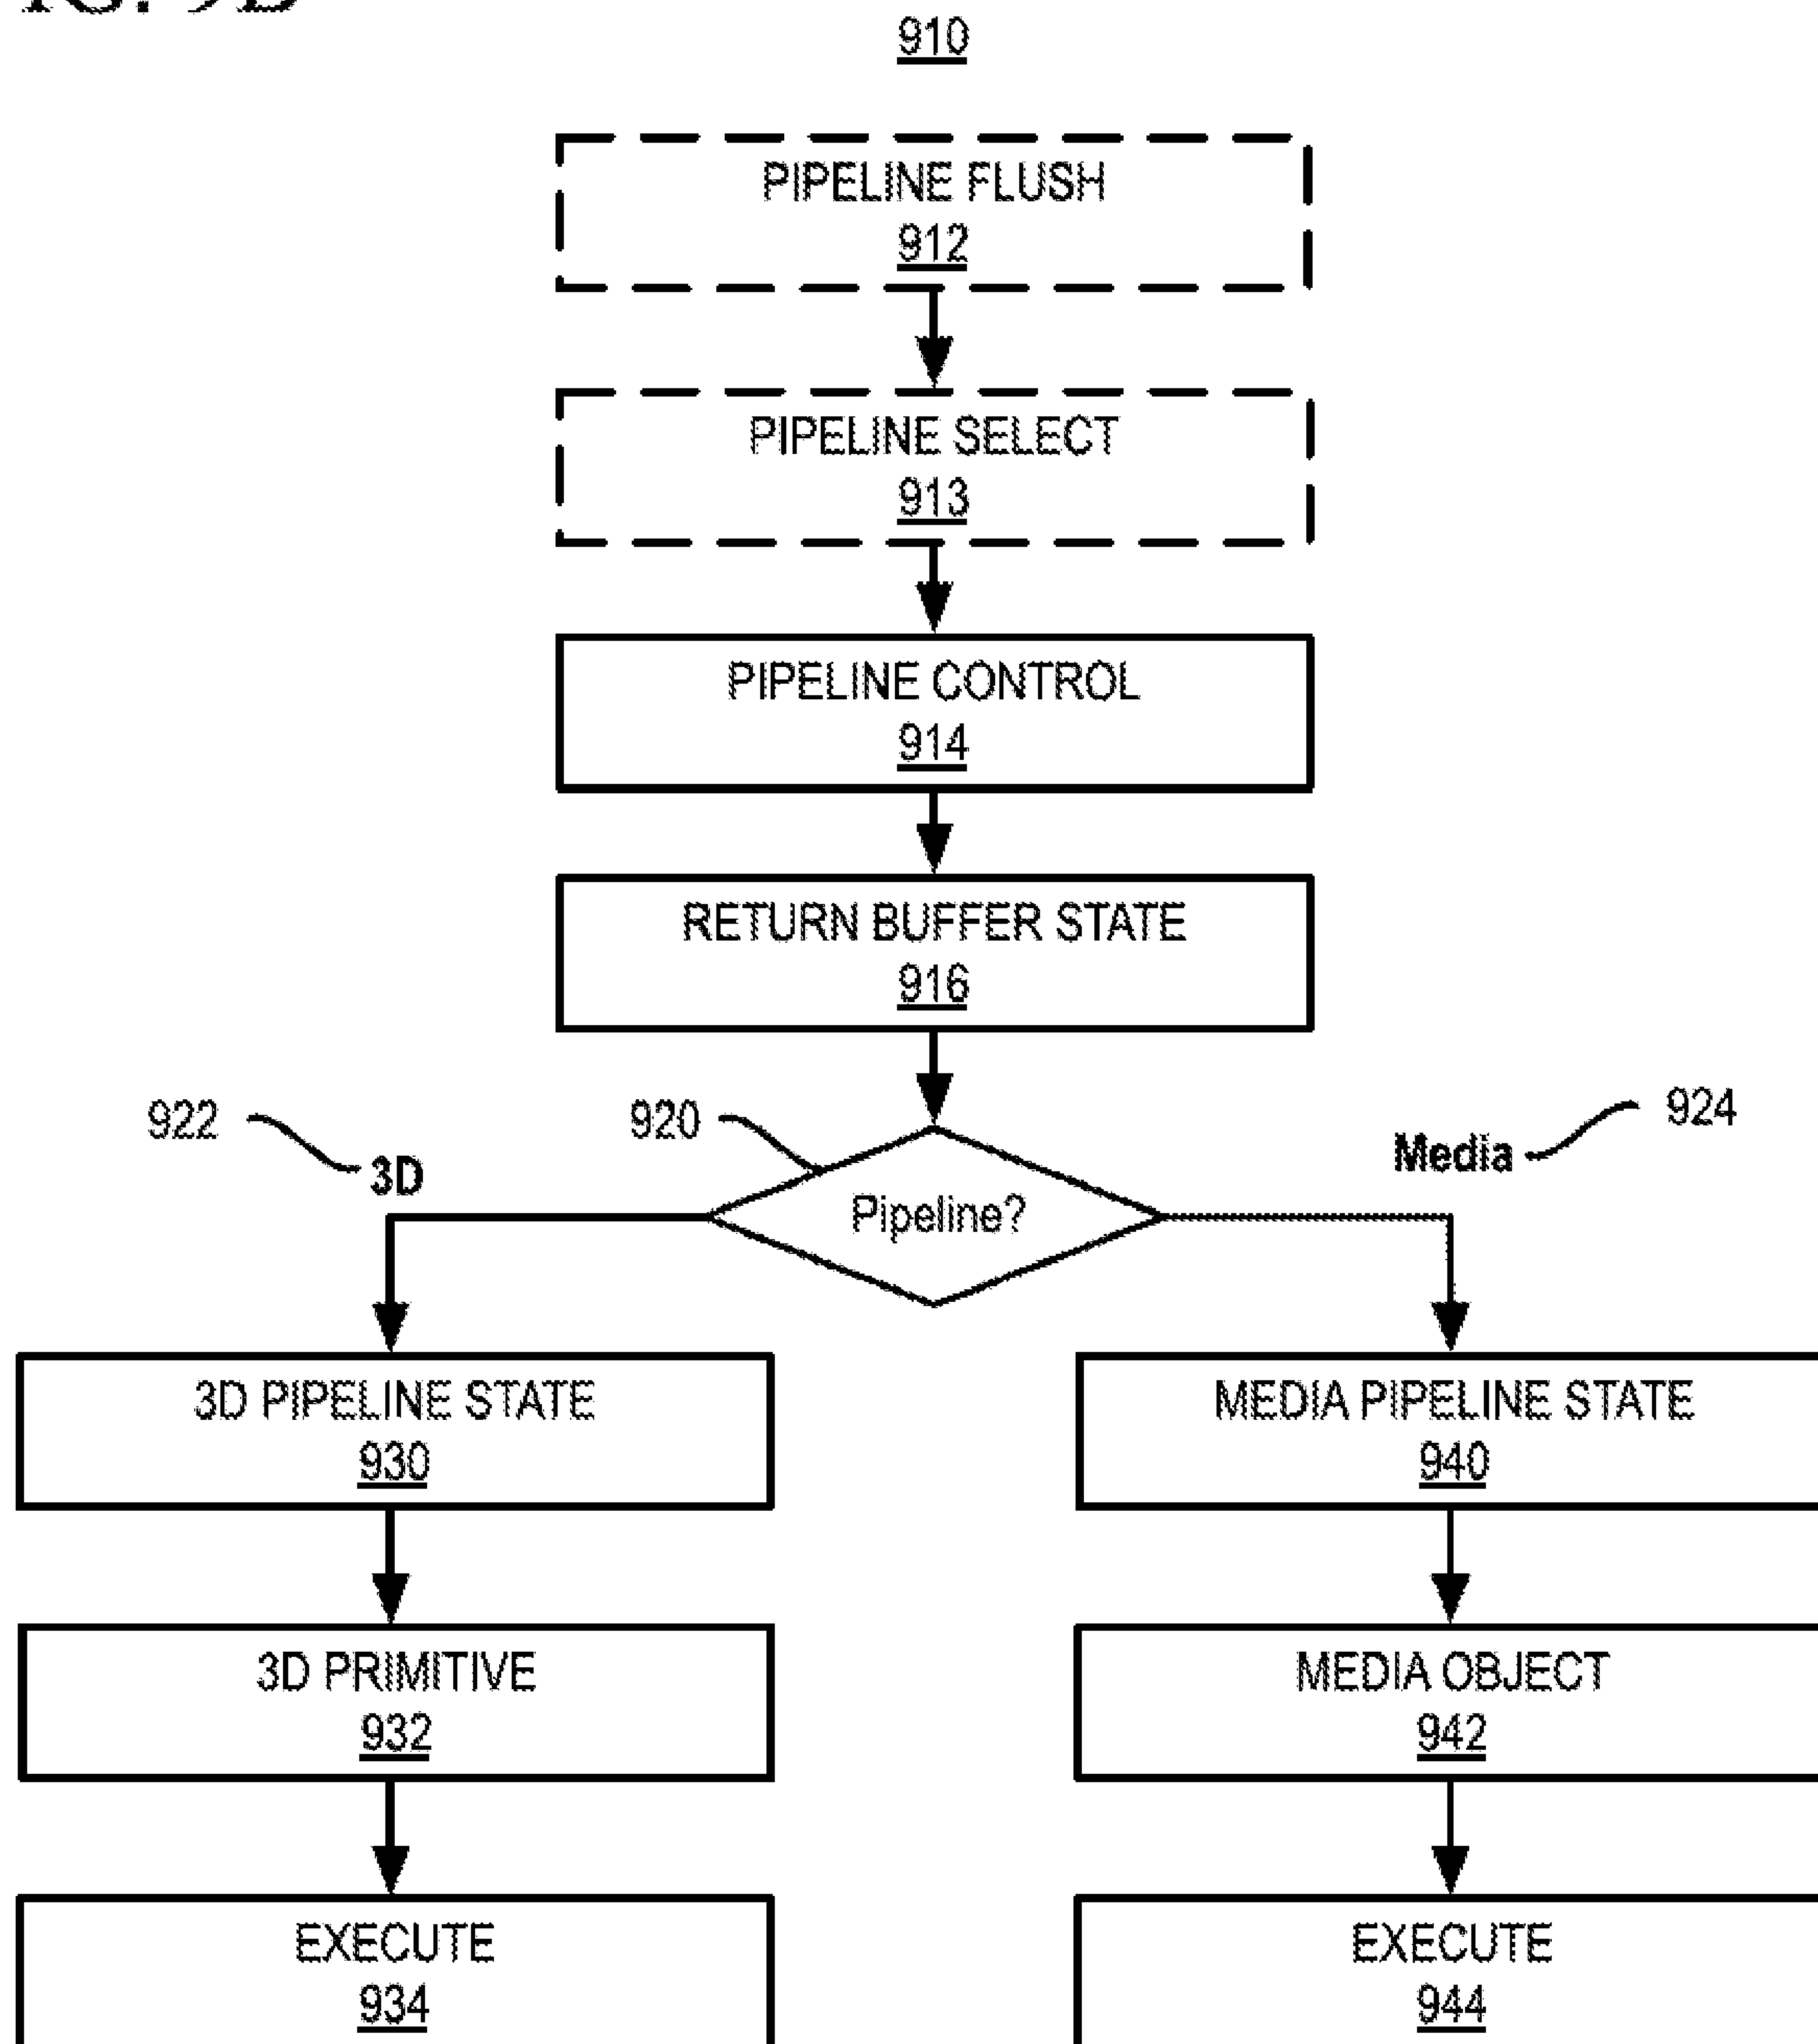 910
PIPELINE FLUSH
912
PIPELINE SELECT
913
PIPELINE CONTROL
914
RETURN BUFFER STATE
916
922
920
924
3D
Pipeline?
Media
3D PIPELINE STATE
930
MEDIA PIPELINE STATE
940
3D PRIMITIVE
932
MEDIA OBJECT
942
EXECUTE
934
EXECUTE
944